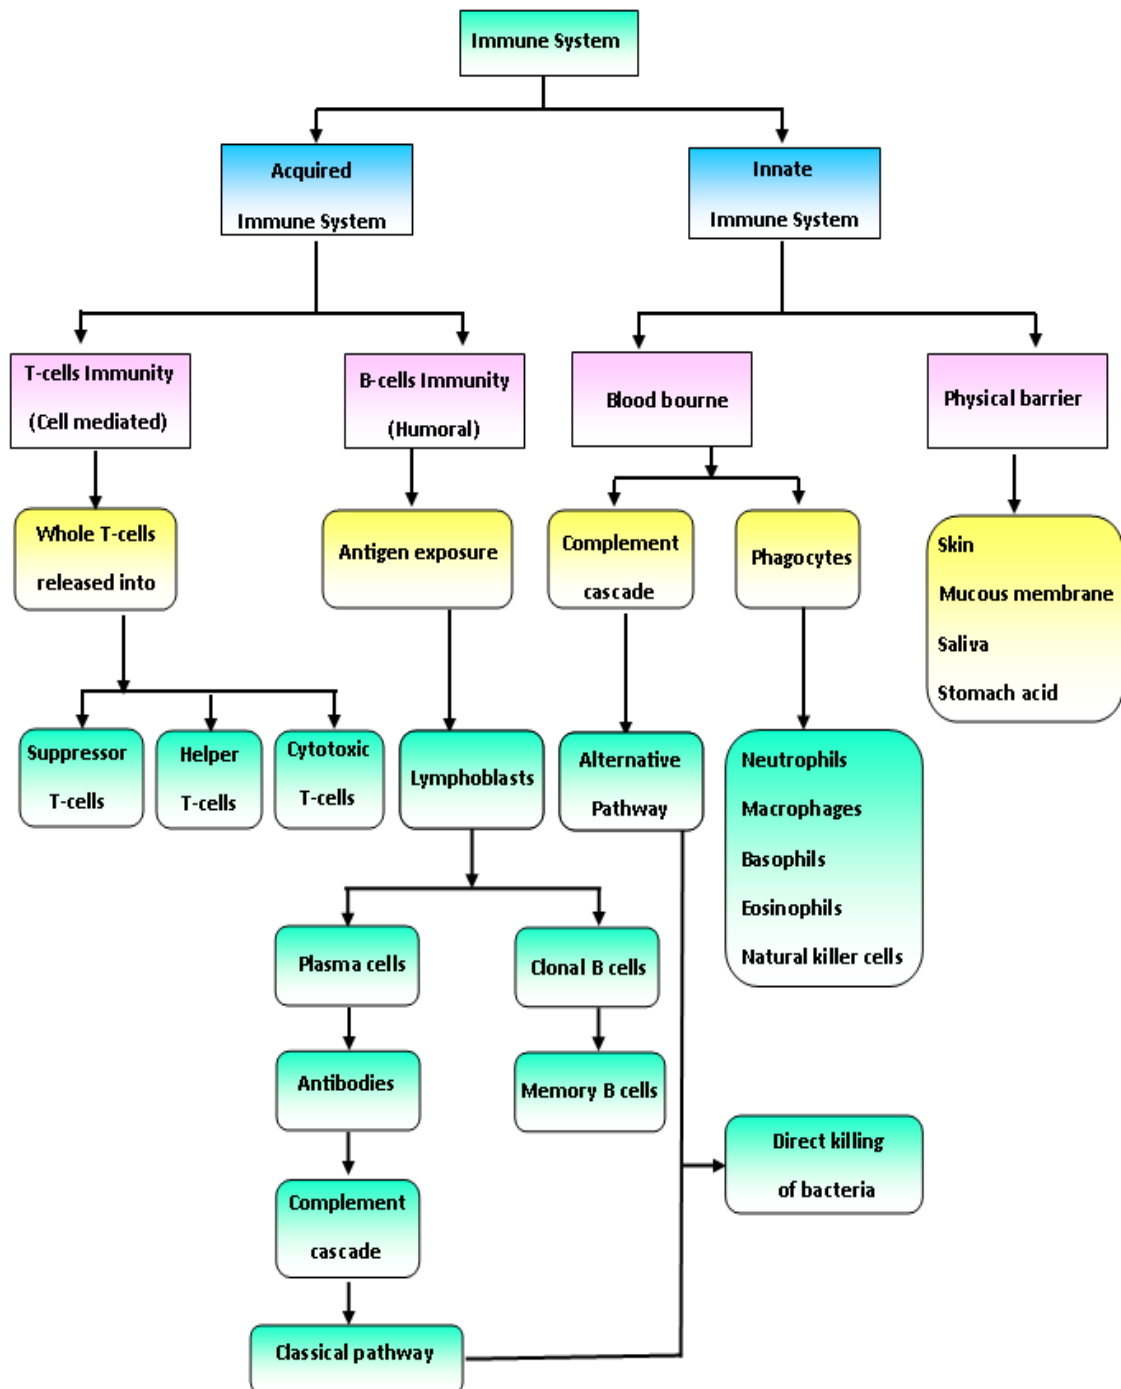 Immune System
Acquired
Immune System
Innate
Immune System
T-cells Immunity
(Cell mediated)
B-cells Immunity
(Humoral)
Blood bourne
Physical barrier
Whole T-cells
released into
Antigen exposure
Complement
cascade
Phagocytes
Skin
Mucous membrane
Saliva
Stomach acid
Suppressor
T-cells
Helper
T-cells
Cytotoxic
T-cells
Lymphoblasts
Alternative
Pathway
Neutrophils
Macrophages
Basophils
Eosinophils
Natural killer cells
Plasma cells
Clonal B cells
Antibodies
Memory B cells
Direct killing
of bacteria
Complement
cascade
Classical pathway